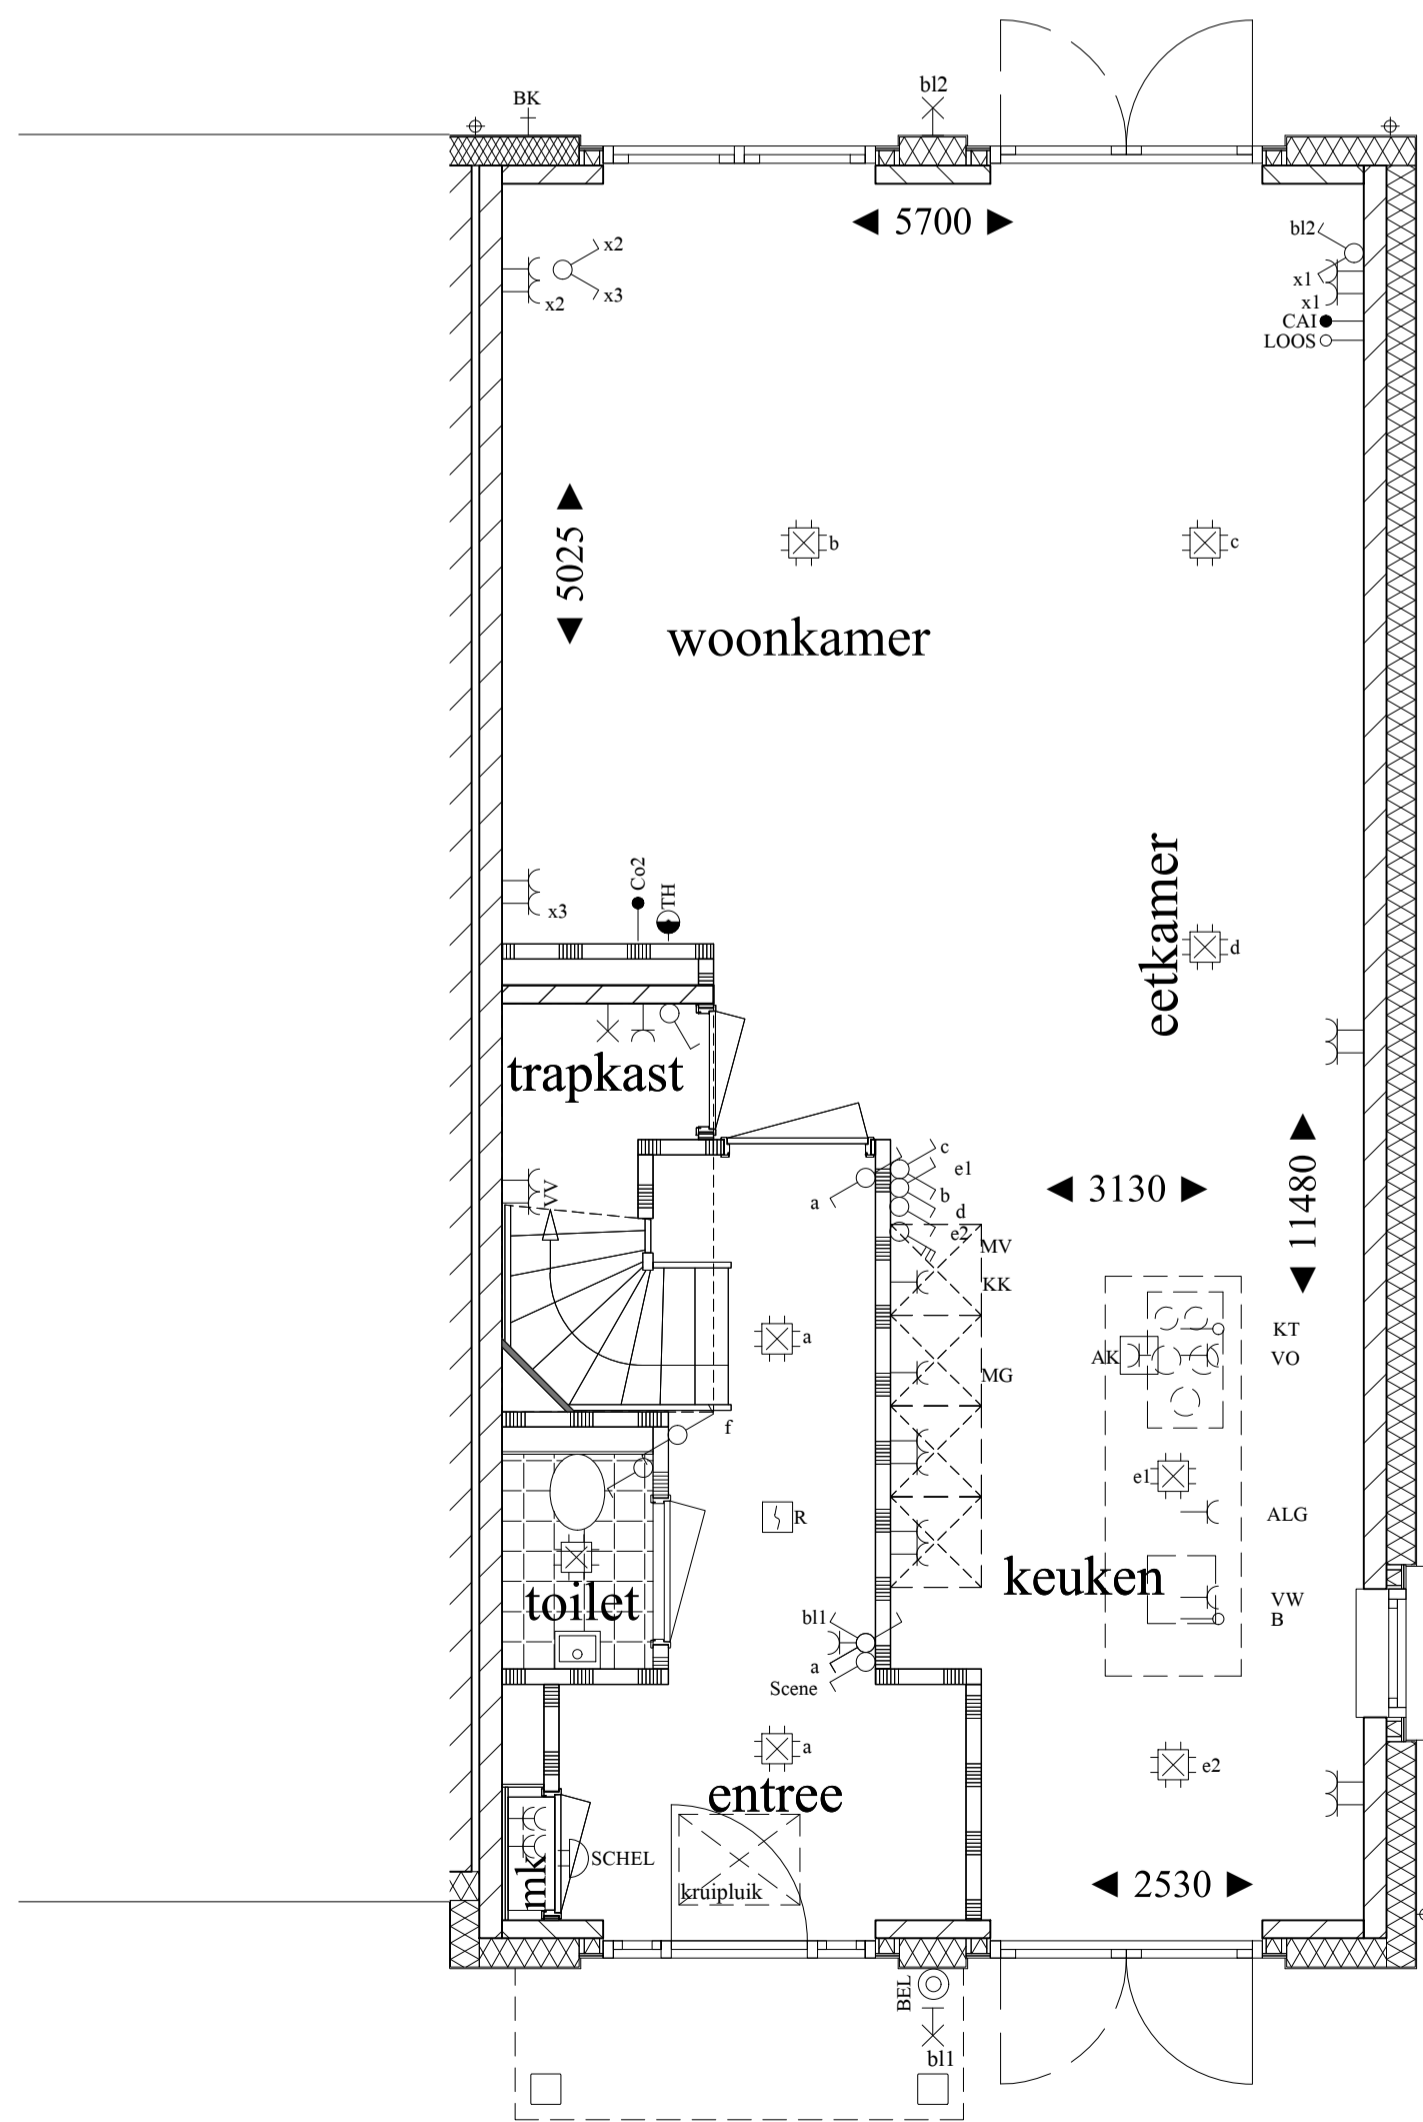 BK
bl2
5700
x2
x3
x2
bl2
x1
x1
CAI
LOOS
5025
b
c
woonkamer
eetkamer
Co2
TH
x3
d
trapkast
c
e1
b
d
e2
a
3130
11480
VW
MV
KK
KT
AK
VO
MG
a
f
e1
R
ALG
keuken
toilet
VW
B
bl1
a
Scene
a
e2
entree
SCHEL
mk
kruipluik
2530
BEL
bl1